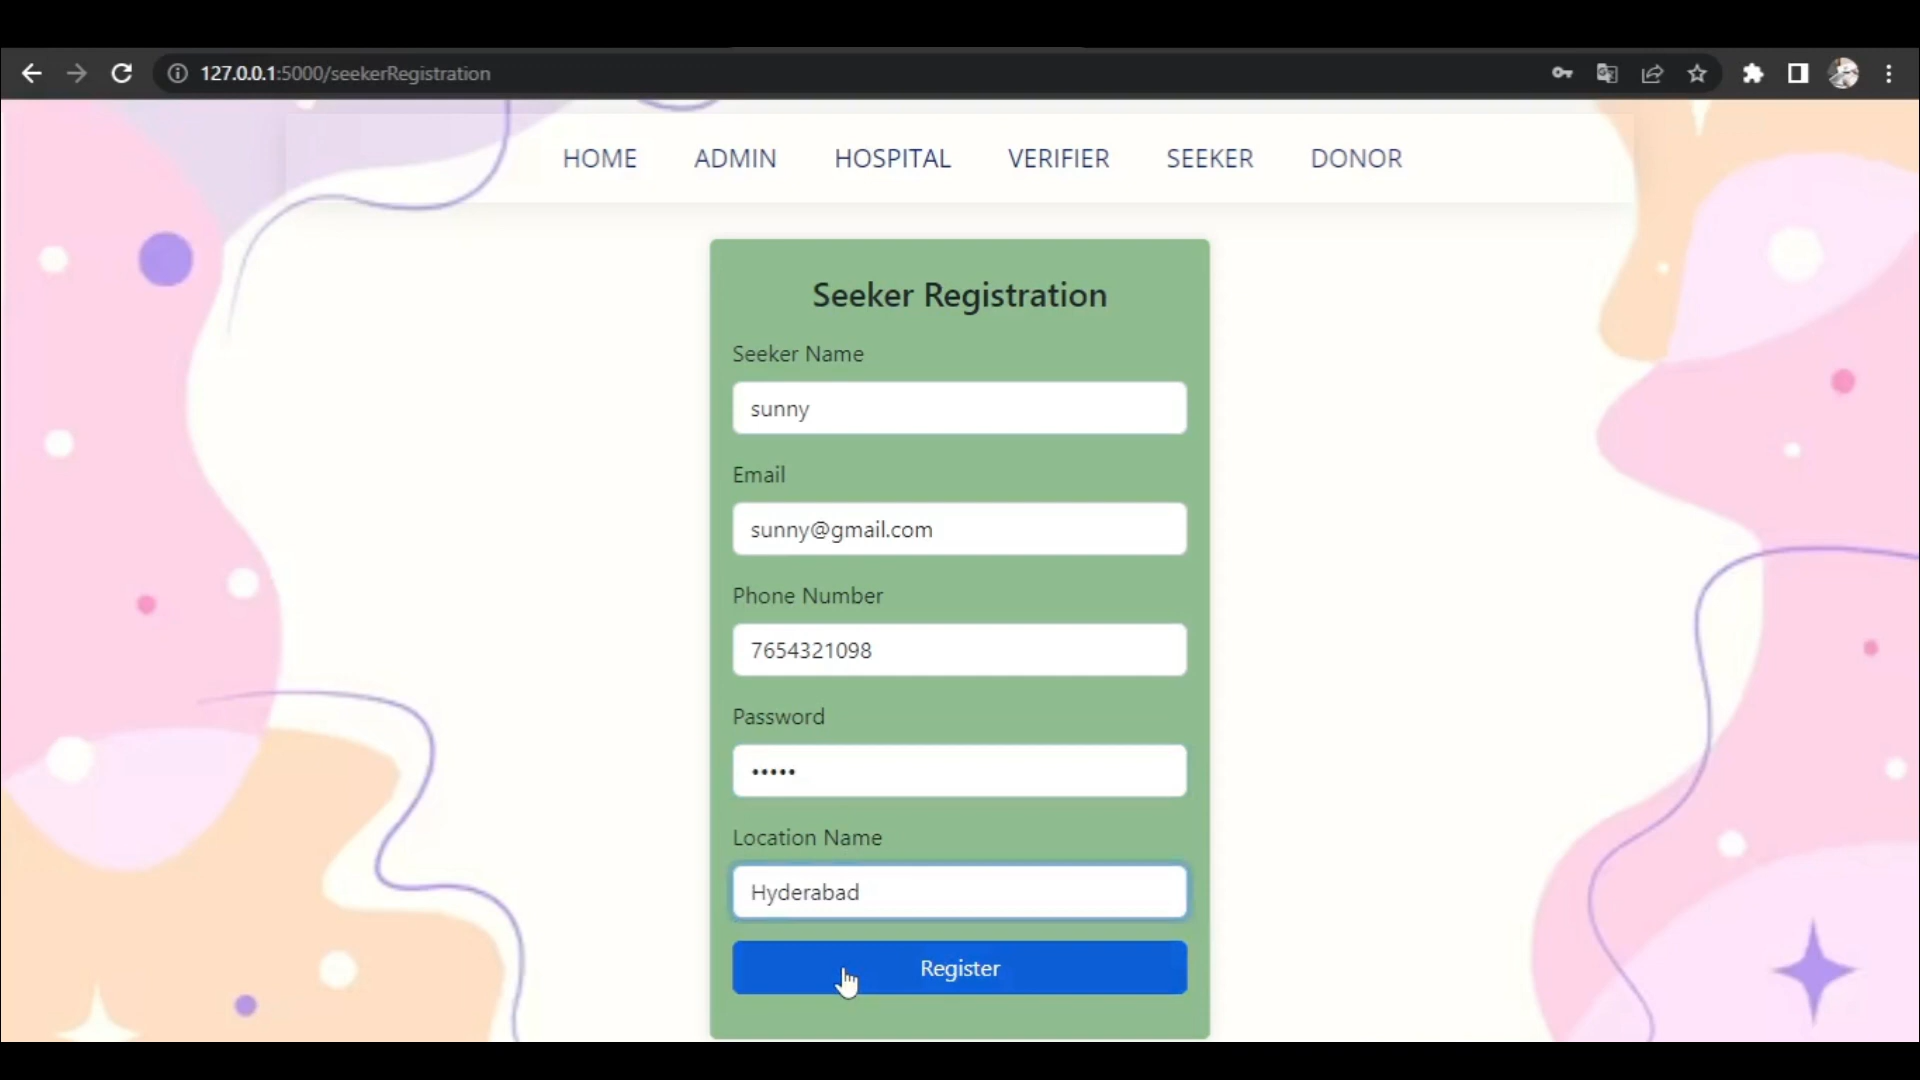 127.0.0.1:5000/seekerRegistration
HOME ADMIN HOSPITAL VERIFIER SEEKER DONOR
Seeker Registration
Seeker Name
sunny
Email
sunny@gmail.com
Phone Number
7654321098
Password
•••••
Location Name
Hyderabad
Register